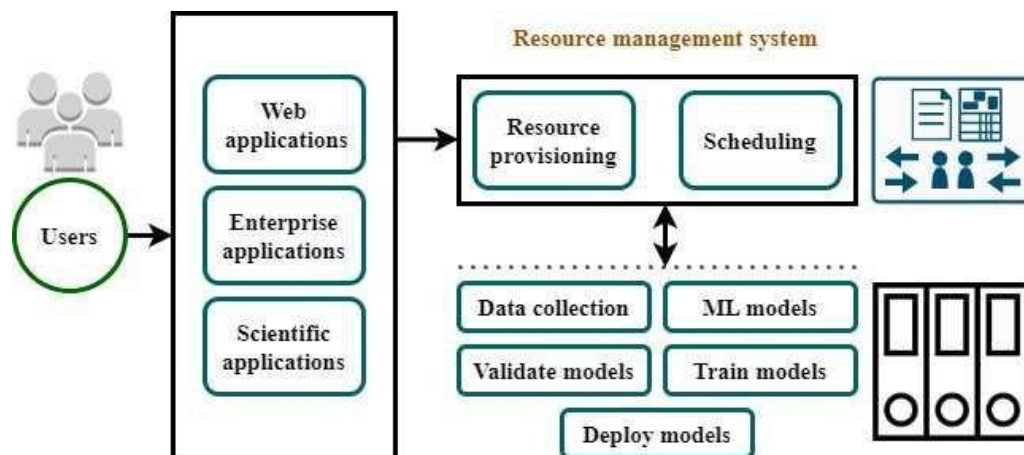 Resource management system
Users
Web
applications
Enterprise
applications
Scientific
applications
Resource
provisioning
Scheduling
Data collection
ML models
Validate models
Train models
Deploy models